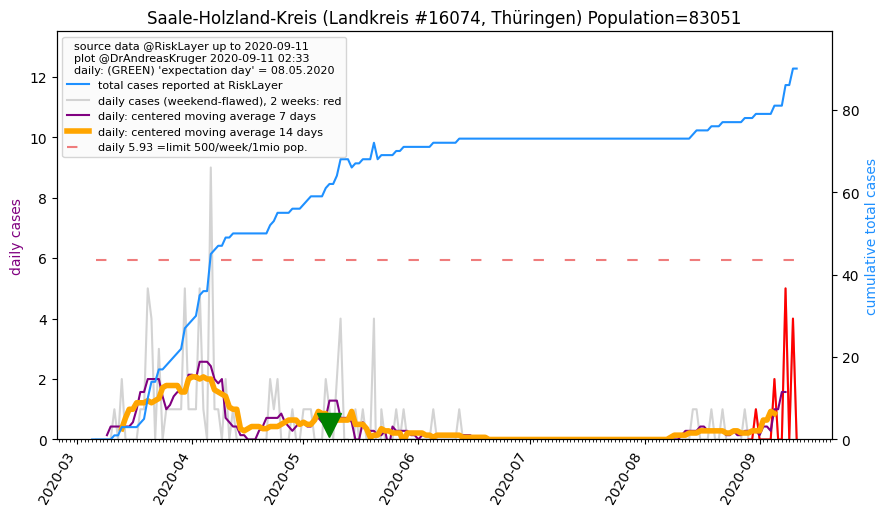 Saale-Holzland-Kreis (Landkreis #16074, Thüringen) Population=83051
source data @RiskLayer up to 2020-09-11
plot @DrAndreasKruger 2020-09-11 02:33
daily: (GREEN) 'expectation day' = 08.05.2020
total cases reported at RiskLayer
daily cases (weekend-flawed), 2 weeks: red
daily: centered moving average 7 days
daily: centered moving average 14 days
daily 5.93 =limit 500/week/1mio pop.
daily cases
12
10
8
6
4
2
0
80
60
40
20
0
cumulative total cases
2020-03
2020-04
2020-05
2020-06
2020-07
2020-08
2020-09